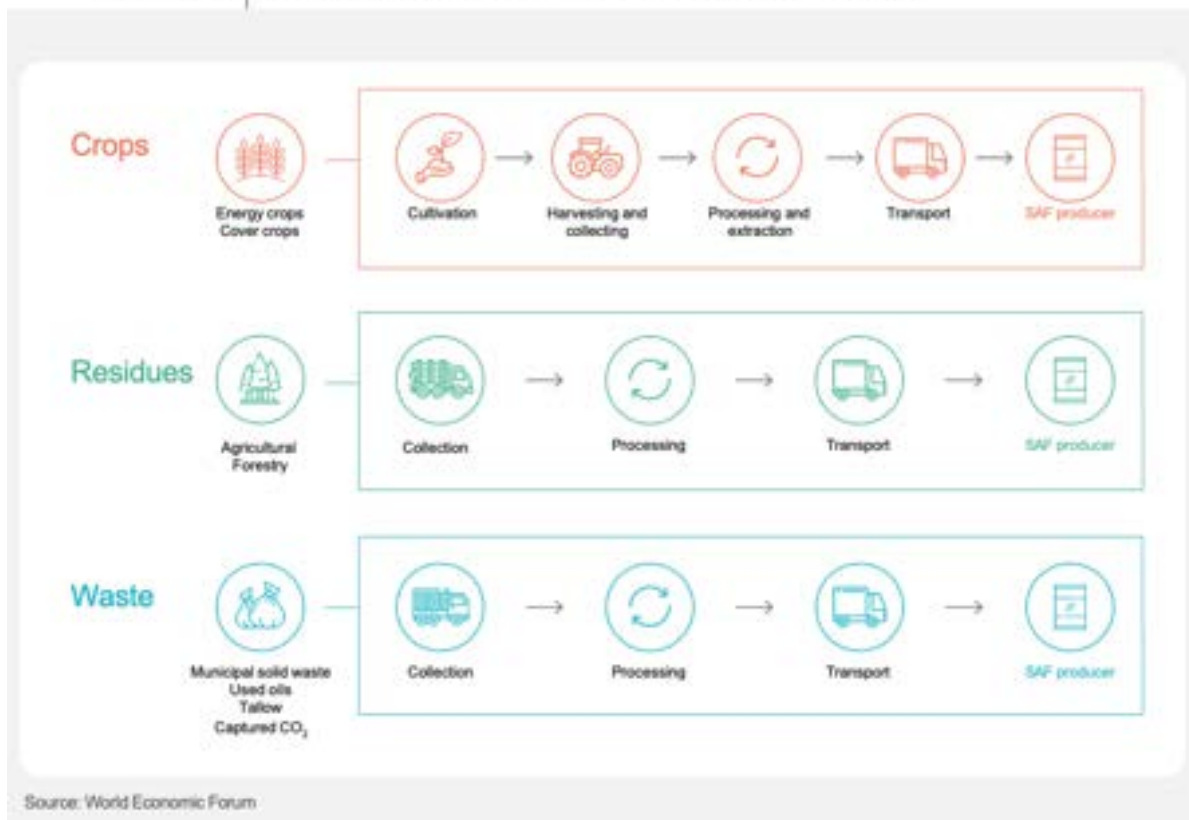 Crops
Energy crops
Cover crops
Cultivation
Harvesting and
collecting
Processing and
extraction
Transport
SAF producer
Residues
Agricultural
Forestry
Collection
Processing
Transport
SAF producer
Waste
Municipal solid waste
Used oils
Tallow
Captured CO₂
Collection
Processing
Transport
SAF producer
Source: World Economic Forum